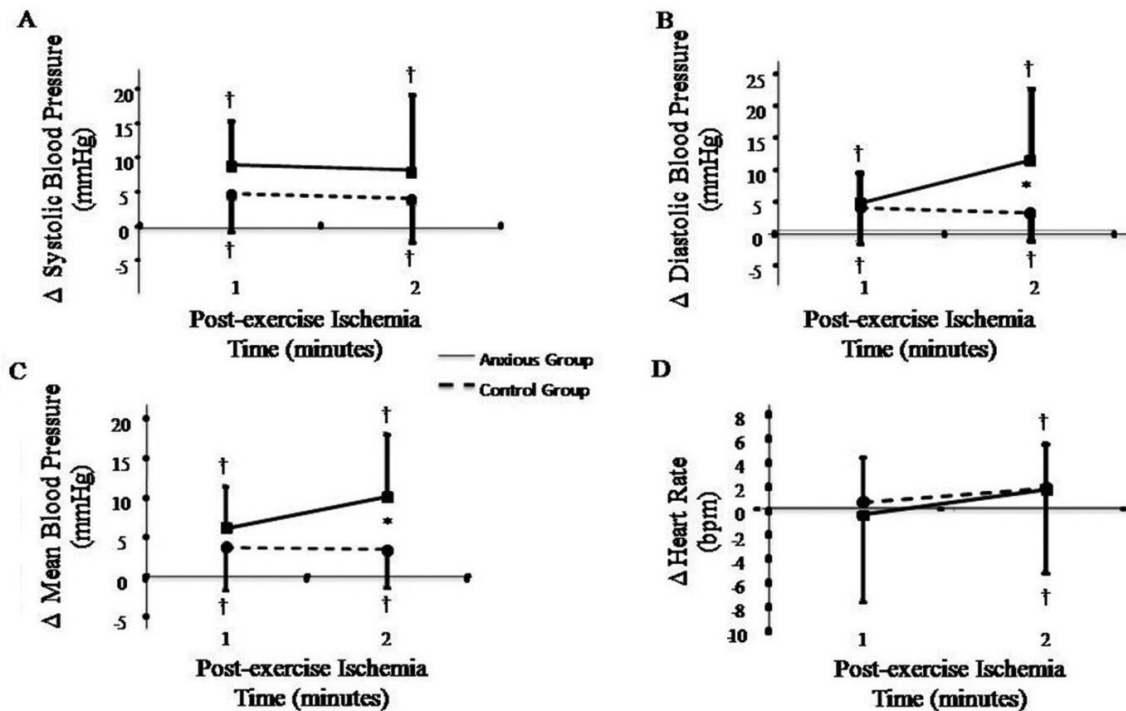 A
Δ Systolic Blood Pressure
(mmHg)
20
15
10
5
0
-5
†
†
†
†
1
2
Post-exercise Ischemia
Time (minutes)
B
Δ Diastolic Blood Pressure
(mmHg)
25
20
15
10
5
0
-5
†
†
*
†
†
1
2
Post-exercise Ischemia
Time (minutes)
Anxious Group
Control Group
C
Δ Mean Blood Pressure
(mmHg)
20
15
10
5
0
-5
†
†
*
†
†
1
2
Post-exercise Ischemia
Time (minutes)
D
Δ Heart Rate
(bpm)
8
6
4
2
0
-2
-4
-6
-8
-10
†
†
1
2
Post-exercise Ischemia
Time (minutes)